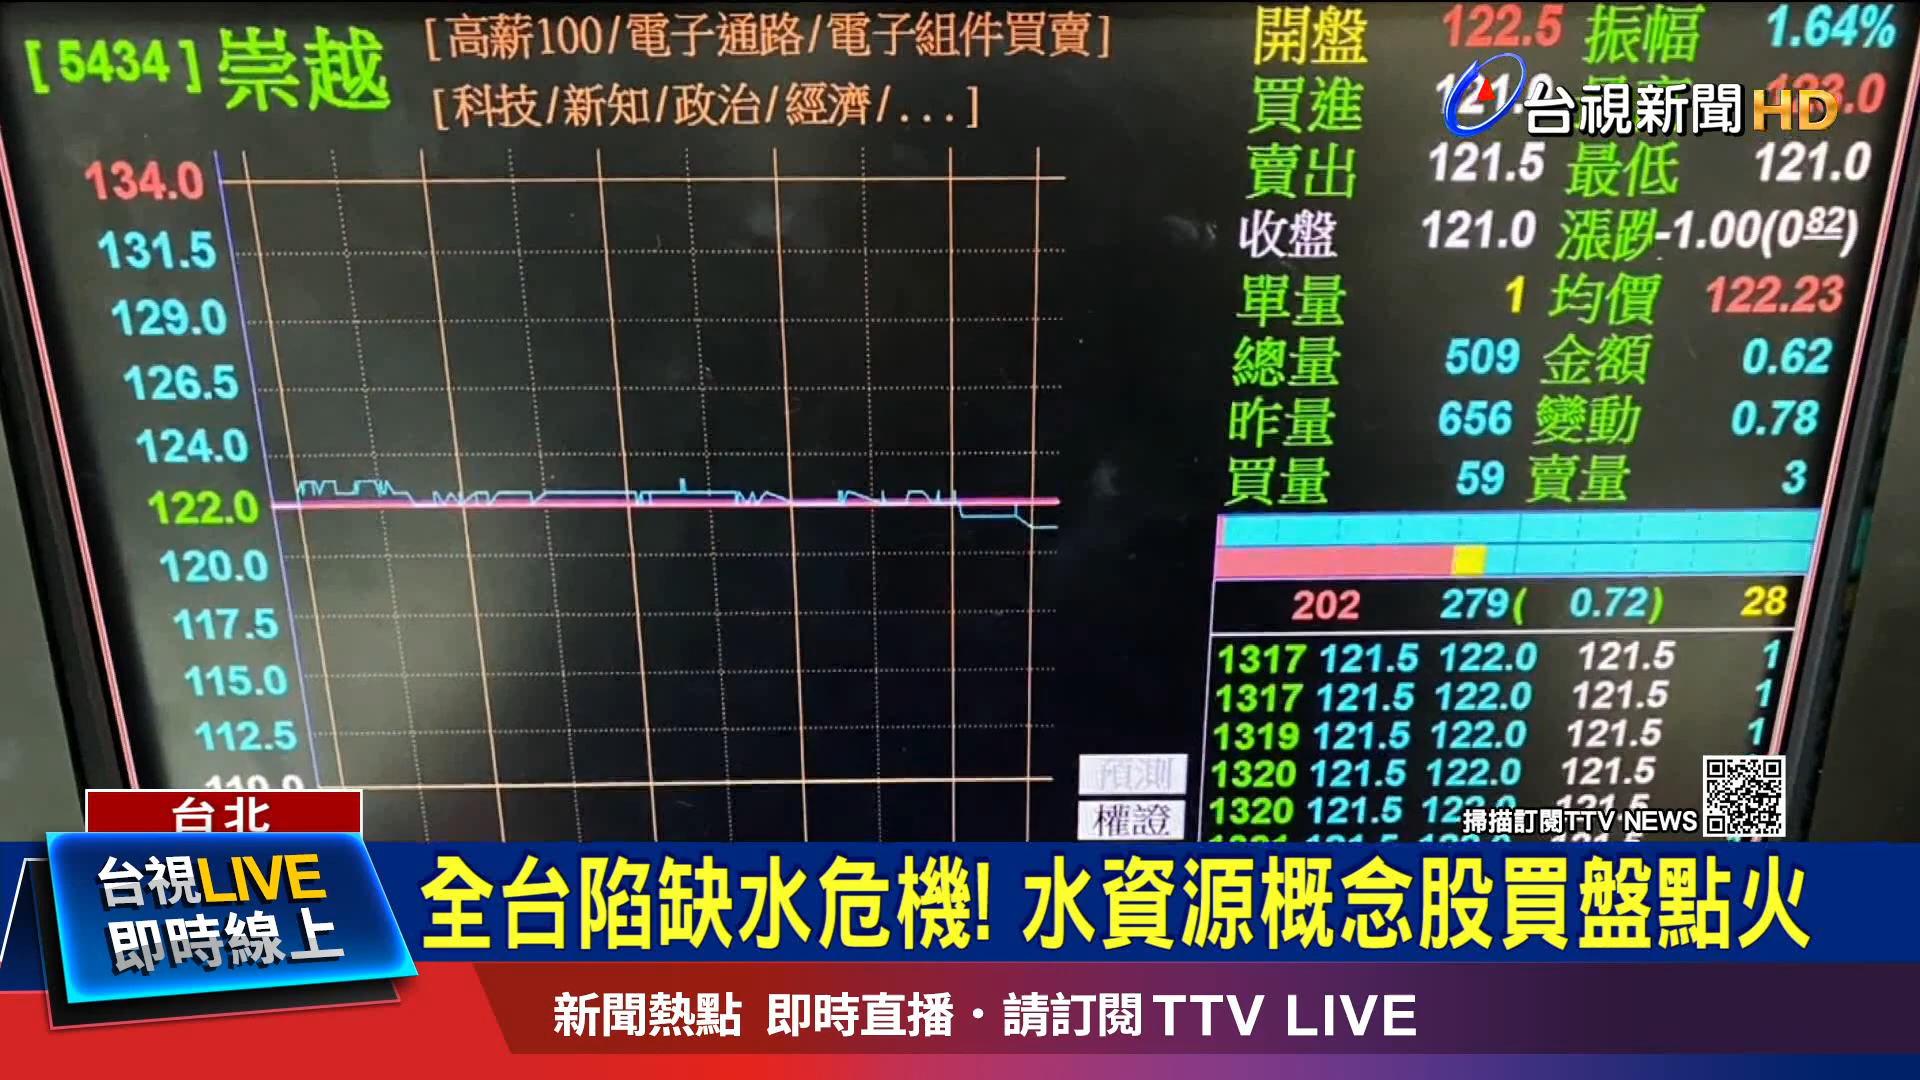 [5434]崇越
[高薪100/電子通路/電子組件買賣]
[科技/新知/政治/經濟/...]
134.0
131.5
129.0
126.5
124.0
122.0
120.0
117.5
115.0
112.5
開盤 122.5 振幅 1.64%
買進
賣出 121.5 最低 121.0
收盤 121.0 漲跌 -1.00(0.82)
單量 1 均價 122.23
總量 509 金額 0.62
昨量 656 變動 0.78
買量 59 賣量 3
202 279( 0.72) 28
1317 121.5 122.0 121.5 1
1317 121.5 122.0 121.5 1
1319 121.5 122.0 121.5 1
1320 121.5 122.0 121.5
1320 121.5
預測
權證
台視新聞HD
掃描訂閱TTV NEWS
台北
台視LIVE
即時線上
全台陷缺水危機! 水資源概念股買盤點火
新聞熱點 即時直播·請訂閱TTV LIVE